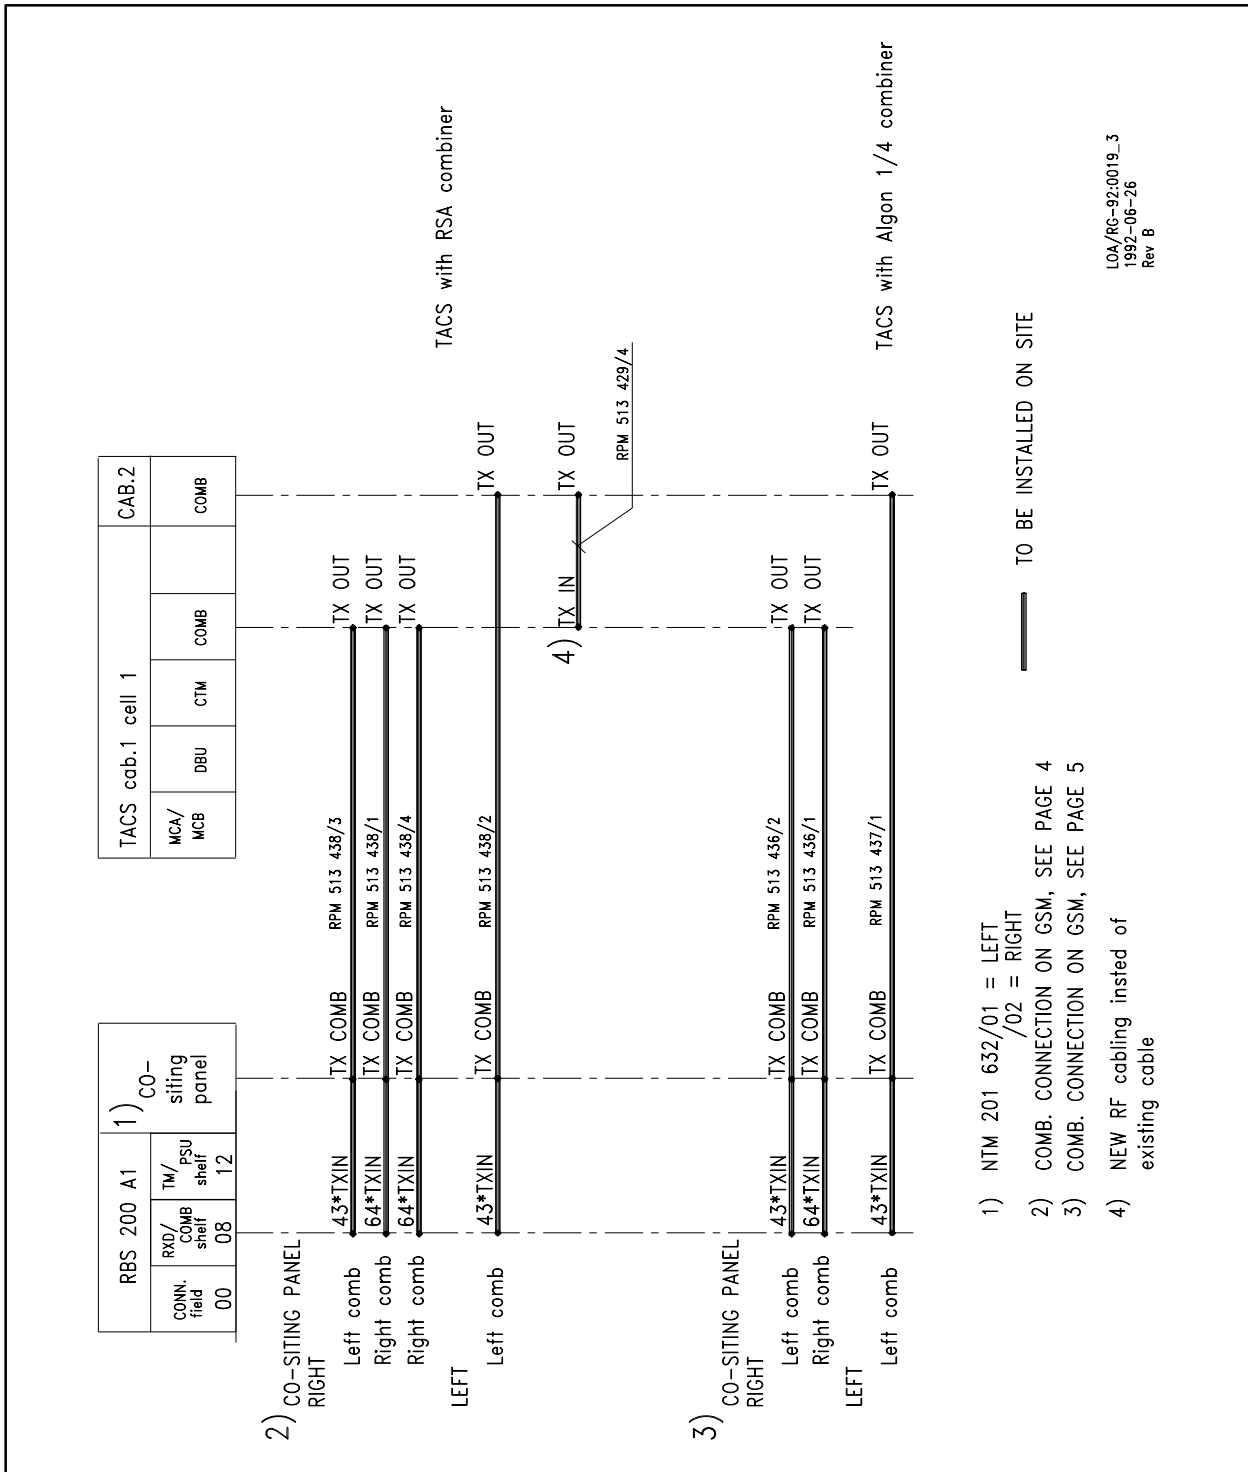 RBS 200 A1
CONN.
field
00
RXD/
COMB
shelf
08
TM/
PSU
shelf
12
1) CO-
siting
panel
TACS cab.1 cell 1
CAB.2
MCA/
MCB
DBU
CTM
COMB
COMB
2) CO-SITING PANEL
RIGHT
Left comb 43*TXIN TX COMB RPM 513 438/3 TX OUT
Right comb 64*TXIN TX COMB RPM 513 438/1 TX OUT
Right comb 64*TXIN TX COMB RPM 513 438/4 TX OUT
TACS with RSA combiner
LEFT
Left comb 43*TXIN TX COMB RPM 513 438/2 TX OUT
4) TX IN TX OUT
RPM 513 429/4
3) CO-SITING PANEL
RIGHT
Left comb 43*TXIN TX COMB RPM 513 436/2 TX OUT
Right comb 64*TXIN TX COMB RPM 513 436/1 TX OUT
LEFT
Left comb 43*TXIN TX COMB RPM 513 437/1 TX OUT
TACS with Algon 1/4 combiner
1) NTM 201 632/01 = LEFT
/02 = RIGHT
2) COMB. CONNECTION ON GSM, SEE PAGE 4
3) COMB. CONNECTION ON GSM, SEE PAGE 5
4) NEW RF cabling insted of
existing cable
TO BE INSTALLED ON SITE
LOA/RG-92:0019_3
1992-06-26
Rev B